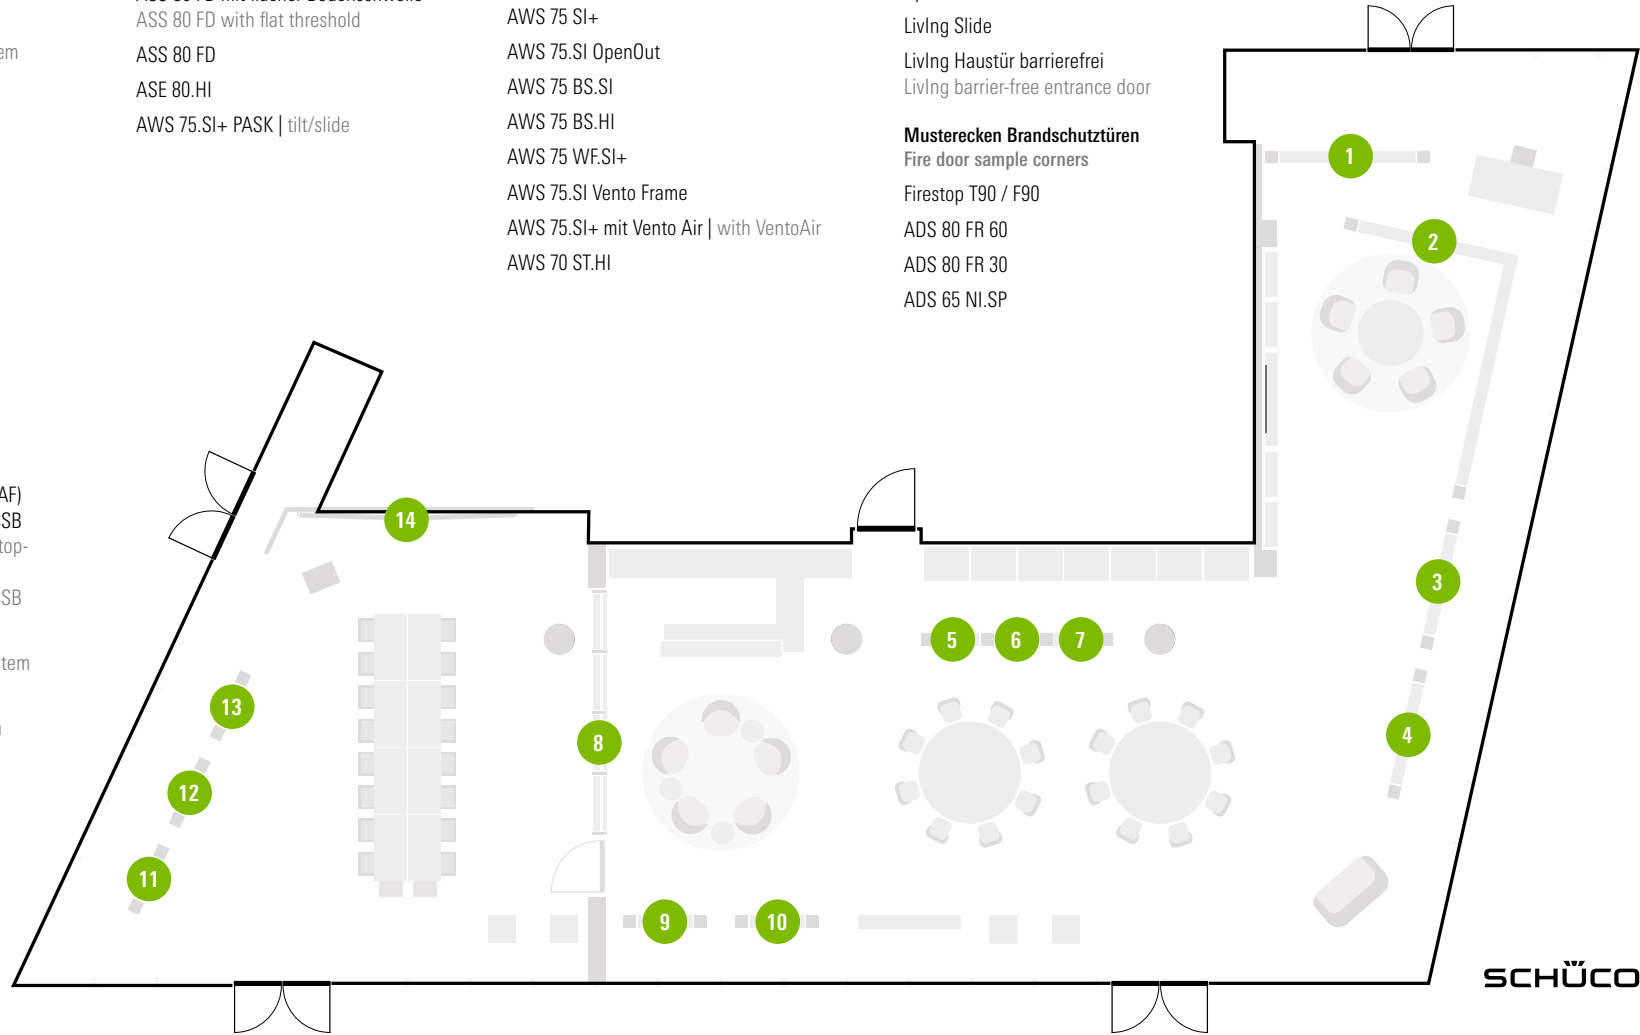 ASS 80 FD with flat threshold
ASS 80 FD
ASE 80.HI
AWS 75.SI+ PASK | tilt/slide
AWS 75 SI+
AWS 75.SI OpenOut
AWS 75 BS.SI
AWS 75 BS.HI
AWS 75 WF.SI+
AWS 75.SI Vento Frame
AWS 75.SI+ mit Vento Air | with VentoAir
AWS 70 ST.HI
LivIng Slide
LivIng Haustür barrierefrei
LivIng barrier-free entrance door
Musterecken Brandschutztüren
Fire door sample corners
Firestop T90 / F90
ADS 80 FR 60
ADS 80 FR 30
ADS 65 NI.SP
em
AF)
SB
top-
SB
tem
1
2
3
4
5
6
7
8
9
10
11
12
13
14
SCHÜCO